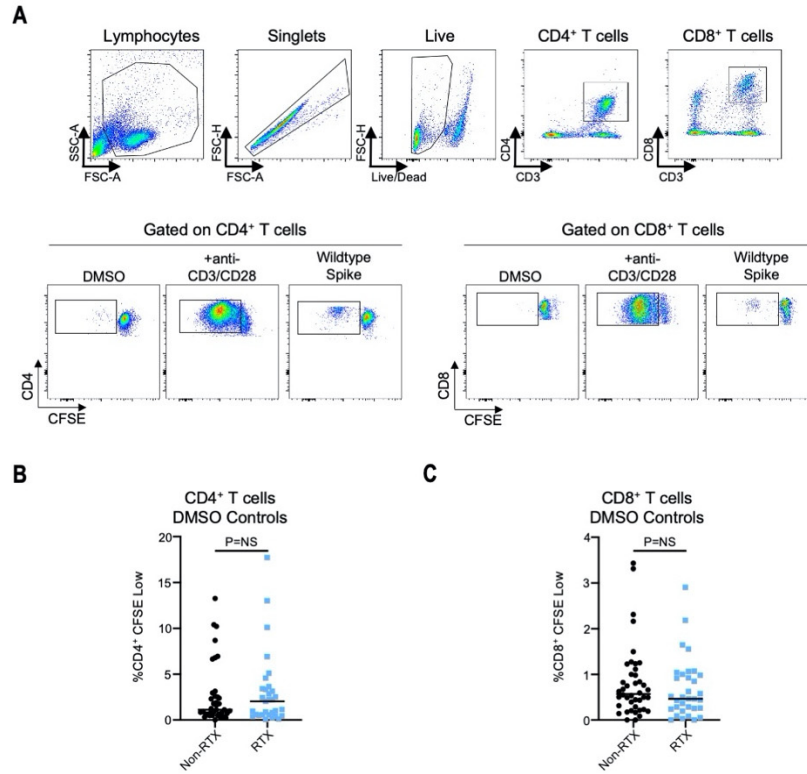 A
Lymphocytes
Singlets
Live
CD4⁺ T cells
CD8⁺ T cells
SSC-A
FSC-A
FSC-H
FSC-A
FSC-H
Live/Dead
CD4
CD3
CD8
CD3
Gated on CD4⁺ T cells
DMSO
+anti-
CD3/CD28
Wildtype
Spike
CD4
CFSE
Gated on CD8⁺ T cells
DMSO
+anti-
CD3/CD28
Wildtype
Spike
CD8
CFSE
B
CD4⁺ T cells
DMSO Controls
P=NS
%CD4⁺ CFSE Low
20
15
10
5
0
Non-RTX
RTX
C
CD8⁺ T cells
DMSO Controls
P=NS
%CD8⁺ CFSE Low
4
3
2
1
0
Non-RTX
RTX